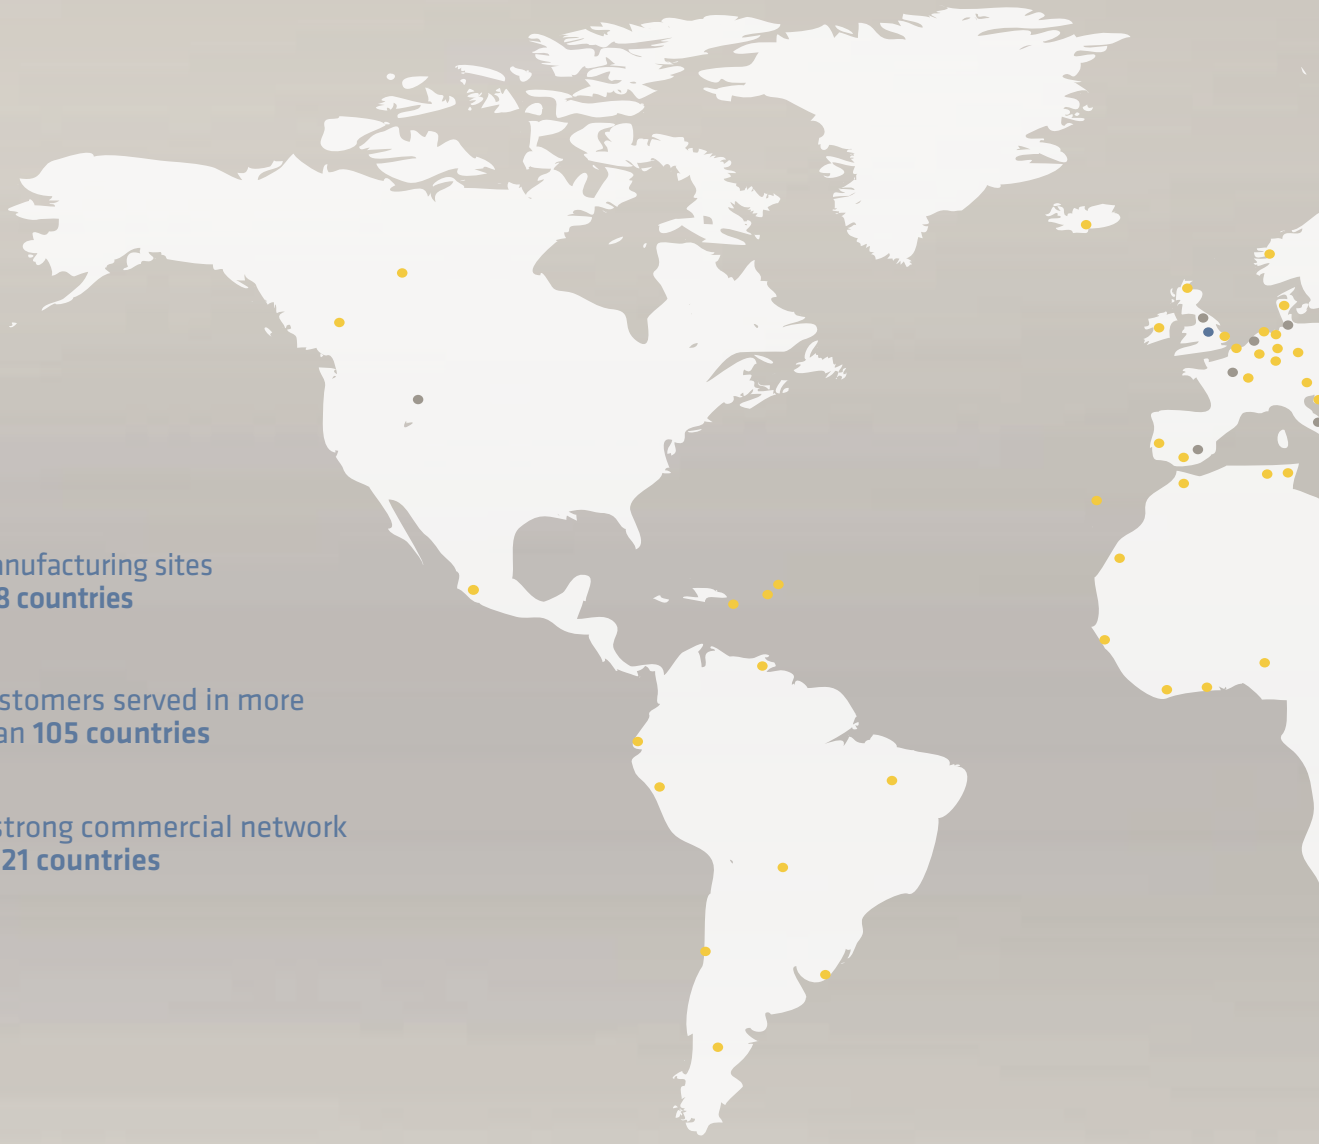 anufacturing sites
8 countries
stomers served in more
an 105 countries
strong commercial network
21 countries